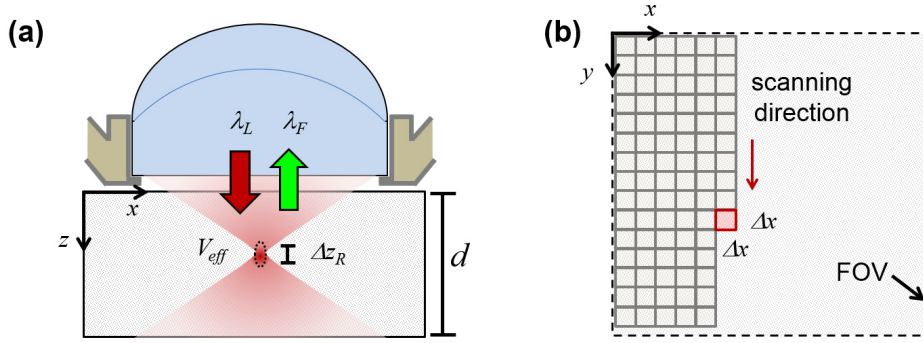 (a)
λL λF
x
z
Veff ΔzR
d
(b)
x
y
scanning
direction
Δx
Δx
FOV